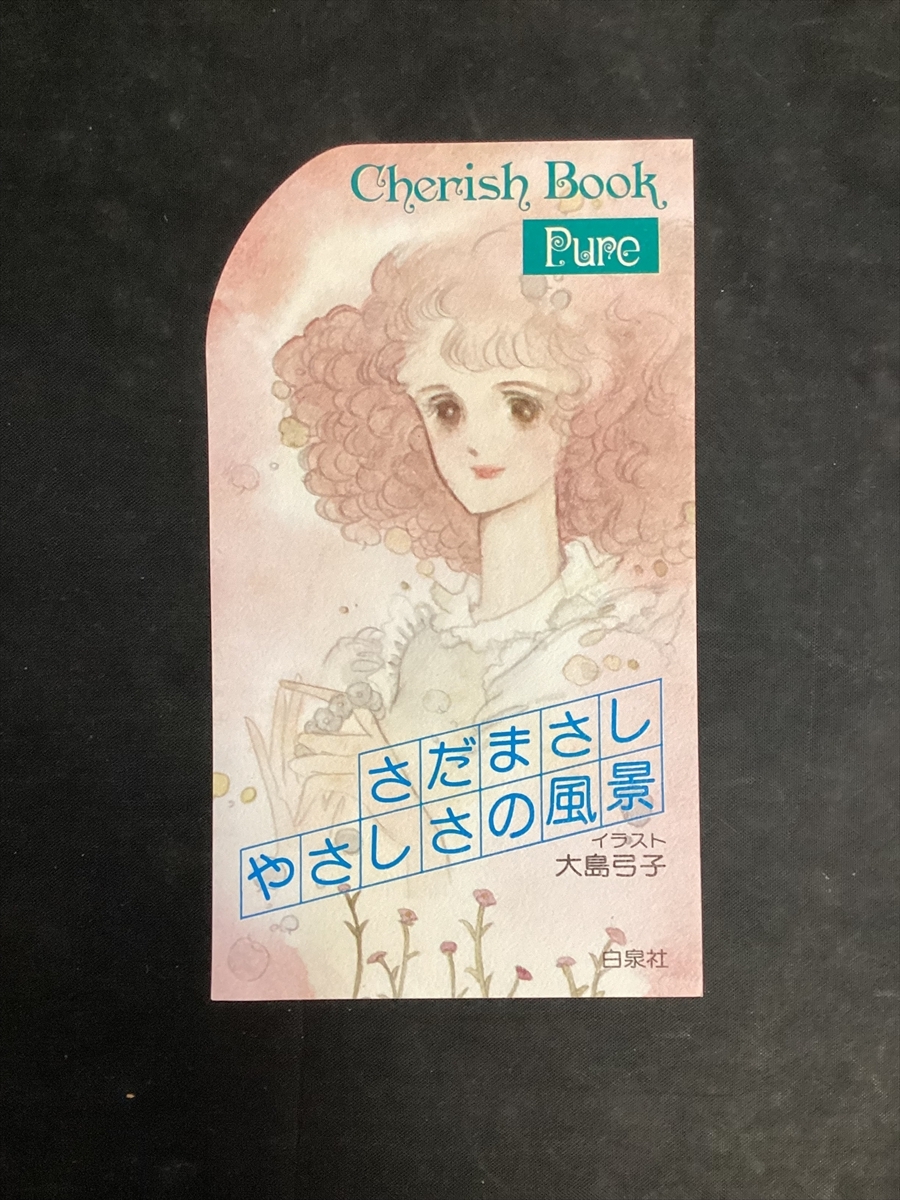 Cherish Book
Pure
さだまさし
やさしさの風景
イラスト
大島弓子
白泉社